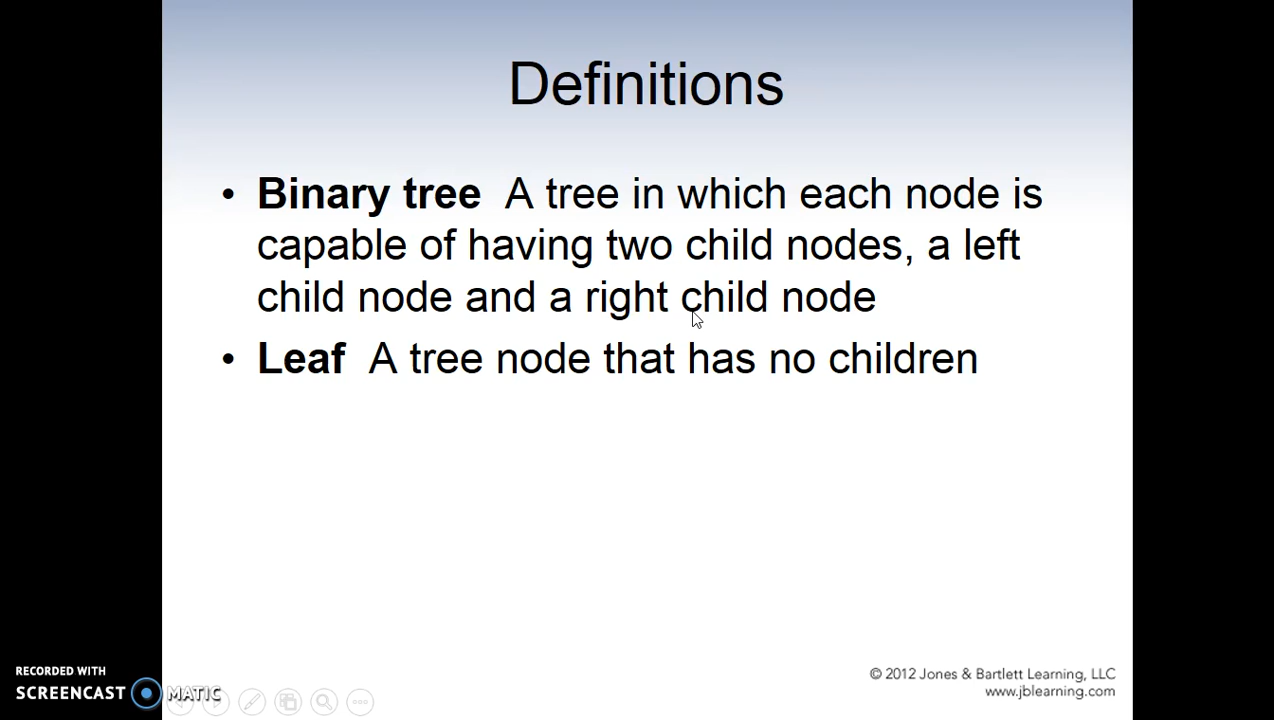 Definitions
• Binary tree A tree in which each node is
capable of having two child nodes, a left
child node and a right child node
• Leaf A tree node that has no children
© 2012 Jones & Bartlett Learning, LLC
www.jblearning.com
RECORDED WITH
SCREENCAST MATIC